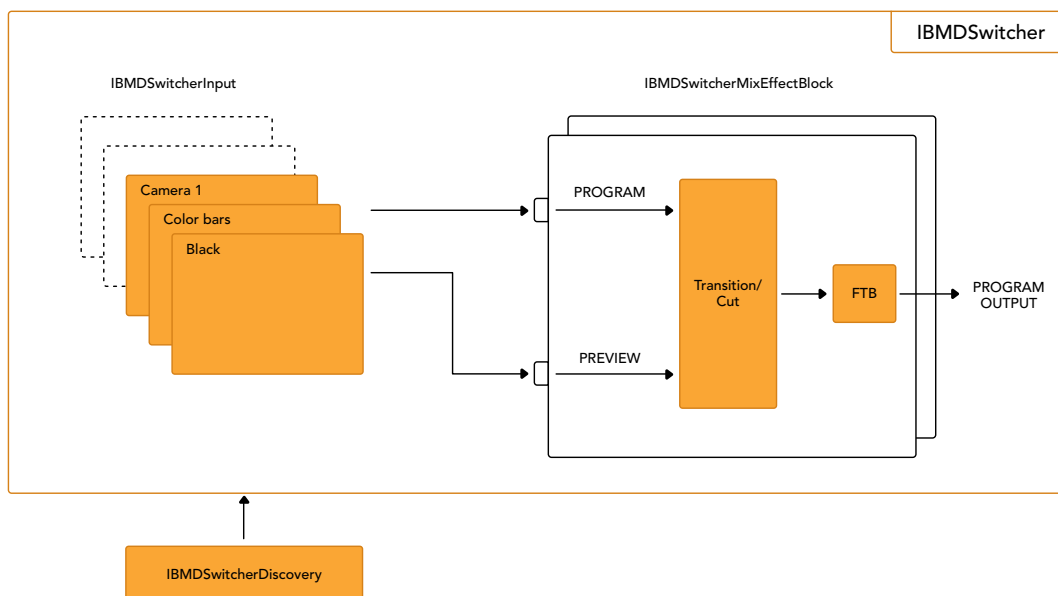 IBMDSwitcher
IBMDSwitcherInput
IBMDSwitcherMixEffectBlock
Camera 1
Color bars
Black
PROGRAM
PREVIEW
Transition/
Cut
FTB
PROGRAM
OUTPUT
IBMDSwitcherDiscovery